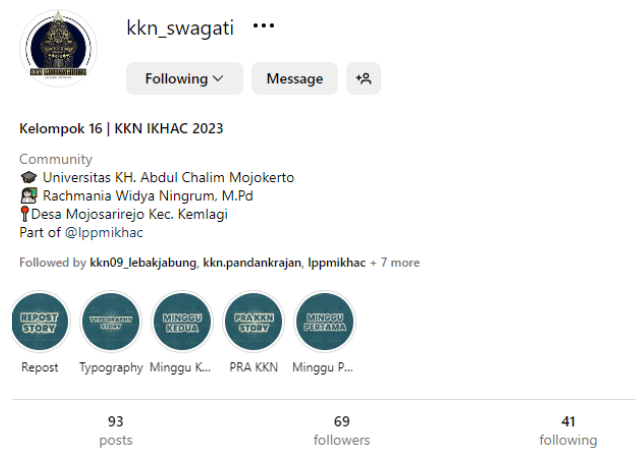 kkn_swagati
Following
Message
Kelompok 16 | KKN IKHAC 2023
Community
Universitas KH. Abdul Chalim Mojokerto
Rachmania Widya Ningrum, M.Pd
Desa Mojosarirejo Kec. Kemlagi
Part of @lppmikhac
Followed by kkn09_lebakjabung, kkn.pandankrajan, lppmikhac + 7 more
REPOST STORY
TYPOGRAPHY STORY
MINGGU KEDUA
PRA KKN STORY
MINGGU PERTAMA
Repost
Typography
Minggu K...
PRA KKN
Minggu P...
93
posts
69
followers
41
following